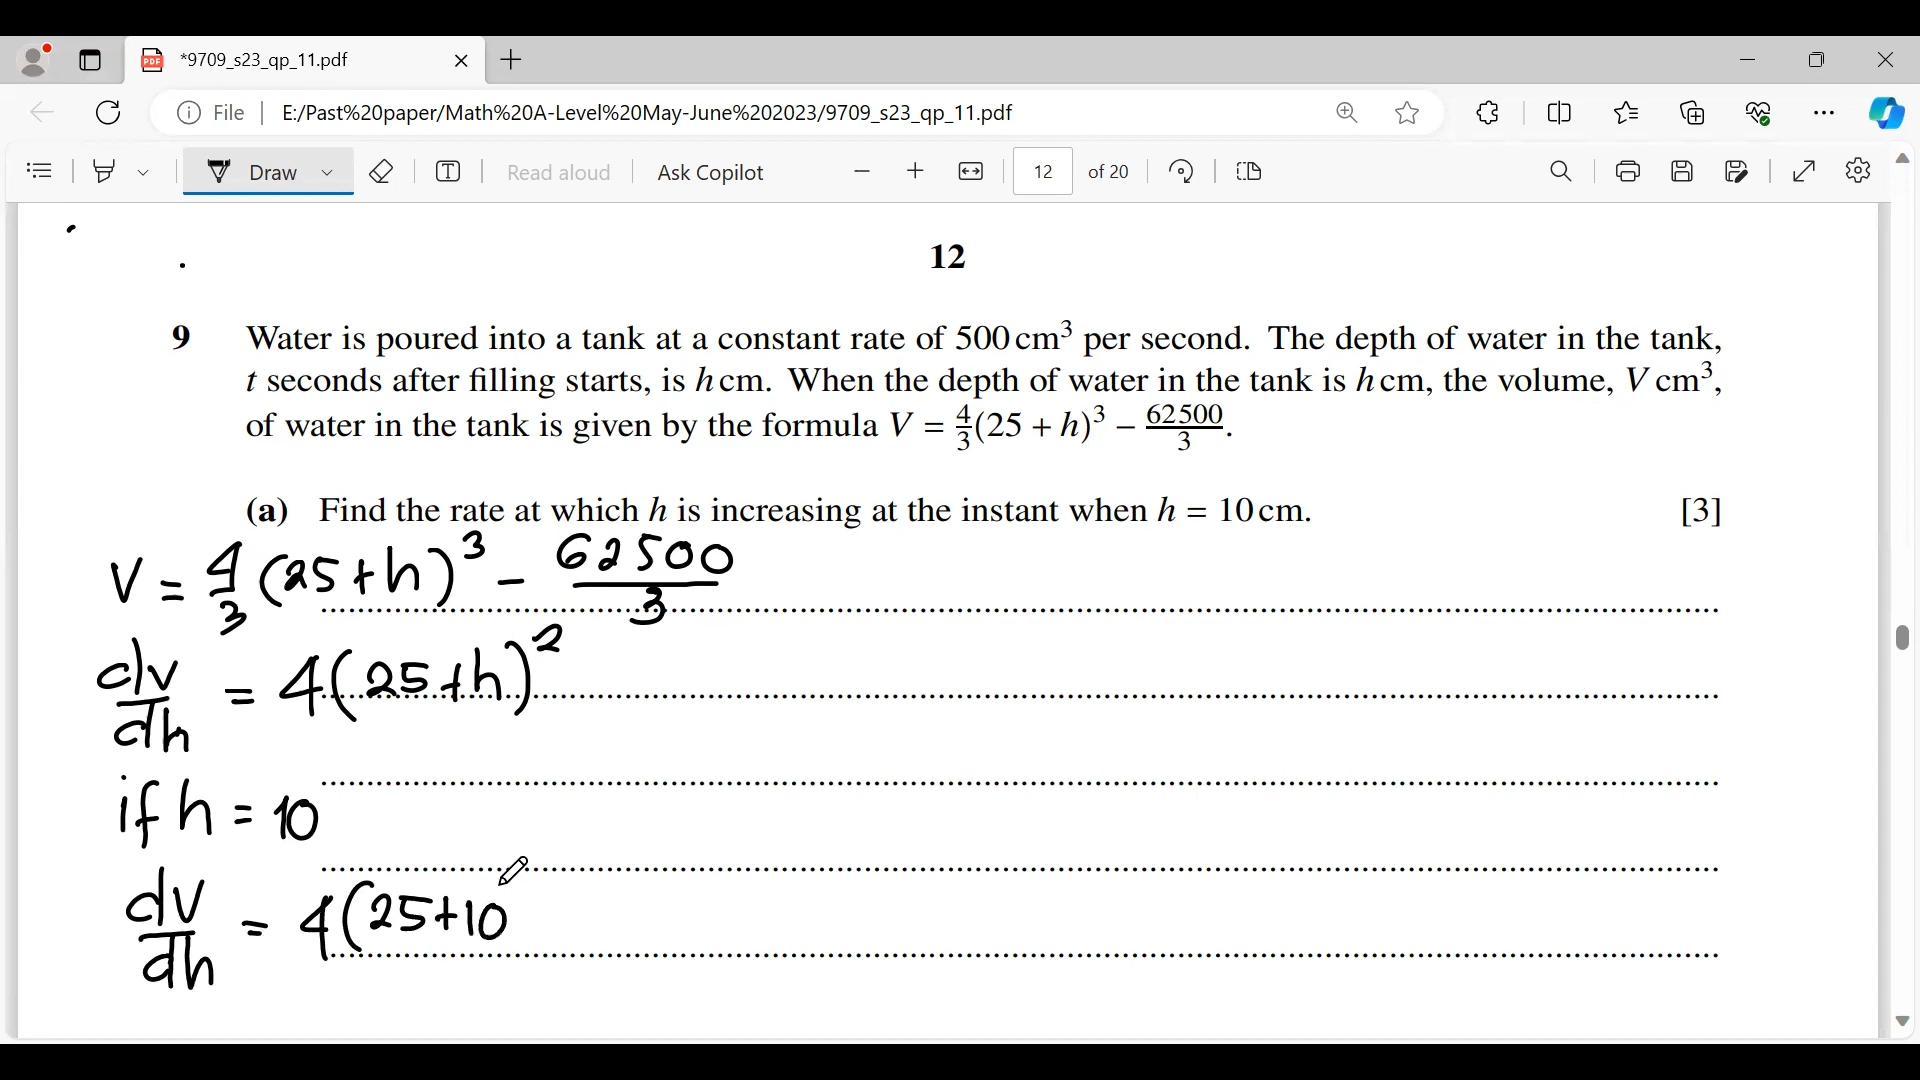 *9709_s23_qp_11.pdf
File
E:/Past%20paper/Math%20A-Level%20May-June%202023/9709_s23_qp_11.pdf
Draw
Read aloud
Ask Copilot
12 of 20
12
9 Water is poured into a tank at a constant rate of 500 cm³ per second. The depth of water in the tank,
t seconds after filling starts, is h cm. When the depth of water in the tank is h cm, the volume, V cm³,
of water in the tank is given by the formula V = 4/3(25 + h)³ – 62500/3.
(a) Find the rate at which h is increasing at the instant when h = 10 cm. [3]
V = 4/3 (25+h)³ – 62500/3
dv/dh = 4(25+h)²
if h = 10
dv/dh = 4(25+10